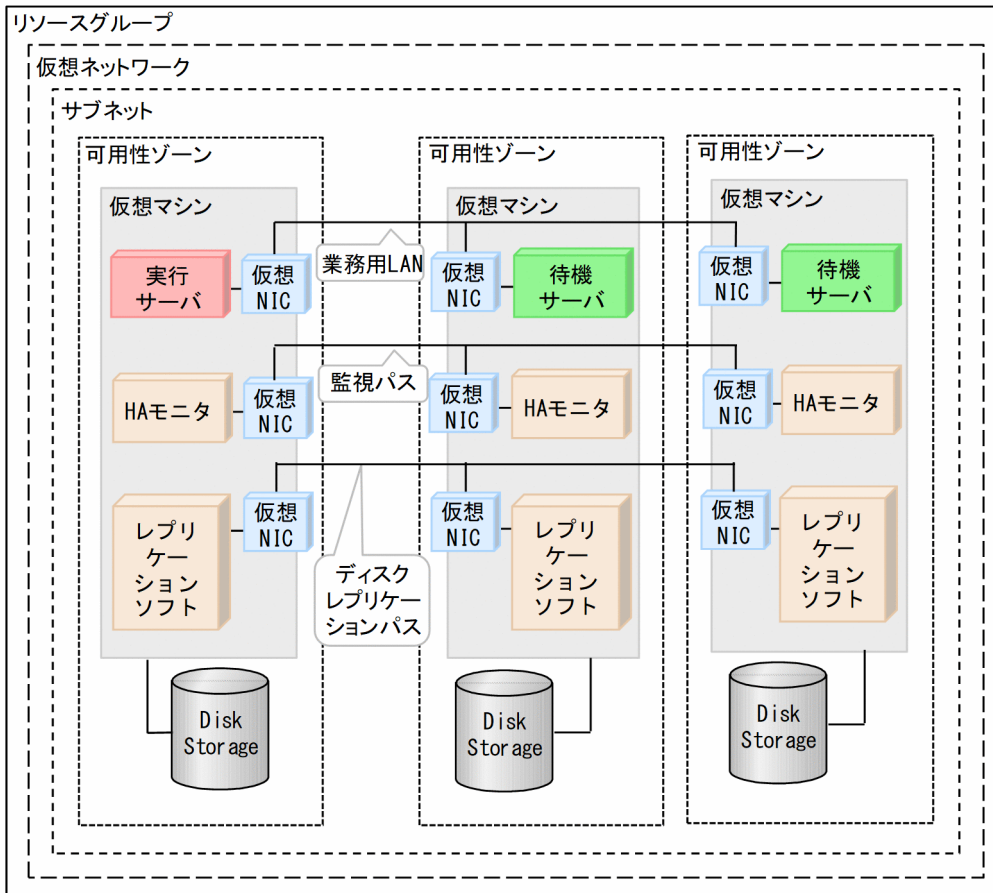 リソースグループ
仮想ネットワーク
サブネット
可用性ゾーン
可用性ゾーン
可用性ゾーン
仮想マシン
仮想マシン
仮想マシン
実行
サーバ
仮想
NIC
業務用LAN
仮想
NIC
待機
サーバ
仮想
NIC
待機
サーバ
HAモニタ
仮想
NIC
監視パス
仮想
NIC
HAモニタ
仮想
NIC
HAモニタ
レプリ
ケー
ション
ソフト
仮想
NIC
ディスク
レプリケー
ションパス
仮想
NIC
レプリ
ケー
ション
ソフト
仮想
NIC
レプリ
ケー
ション
ソフト
Disk
Storage
Disk
Storage
Disk
Storage